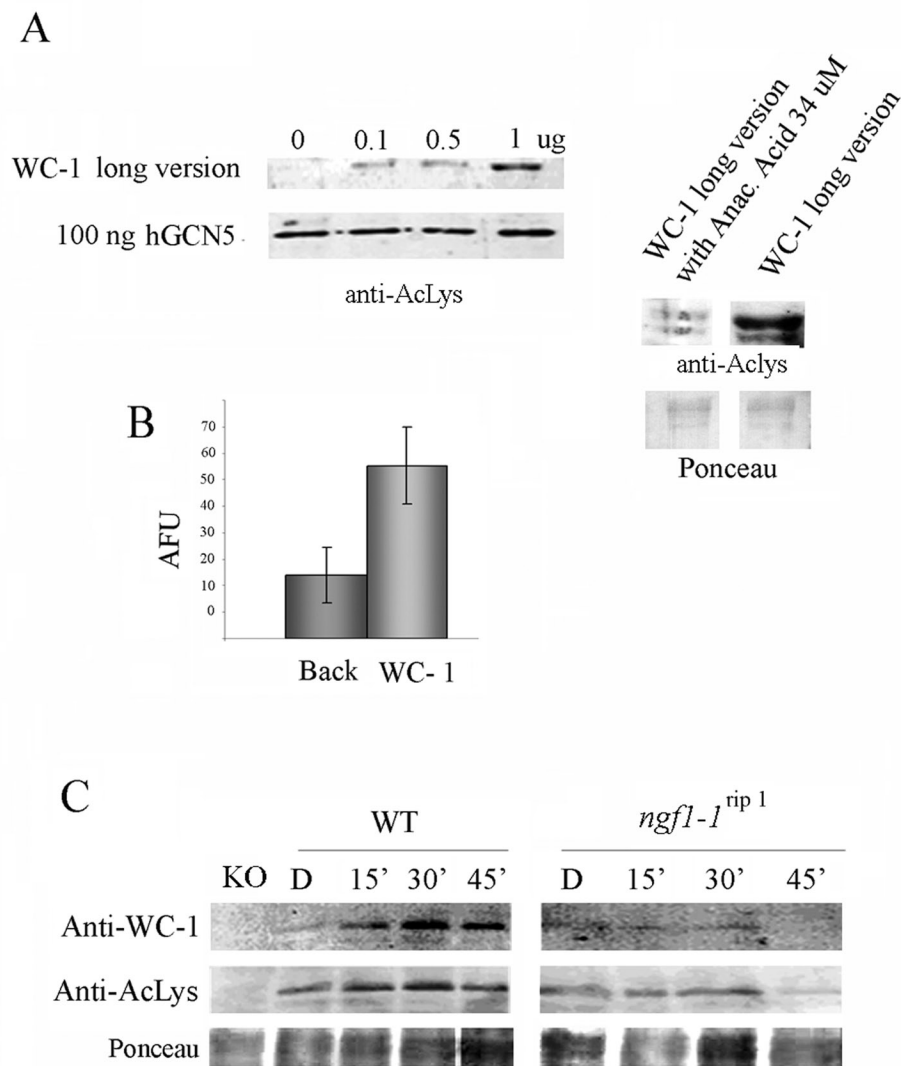 A
0 0.1 0.5 1 ug
WC-1 long version
100 ng hGCN5
anti-AcLys
WC-1 long version
with Anac. Acid 34 uM
WC-1 long version
anti-Aclys
Ponceau
B
70
60
50
40
30
20
10
0
AFU
Back WC- 1
C
WT
ngf1-1 rip 1
KO D 15’ 30’ 45’ D 15’ 30’ 45’
Anti-WC-1
Anti-AcLys
Ponceau